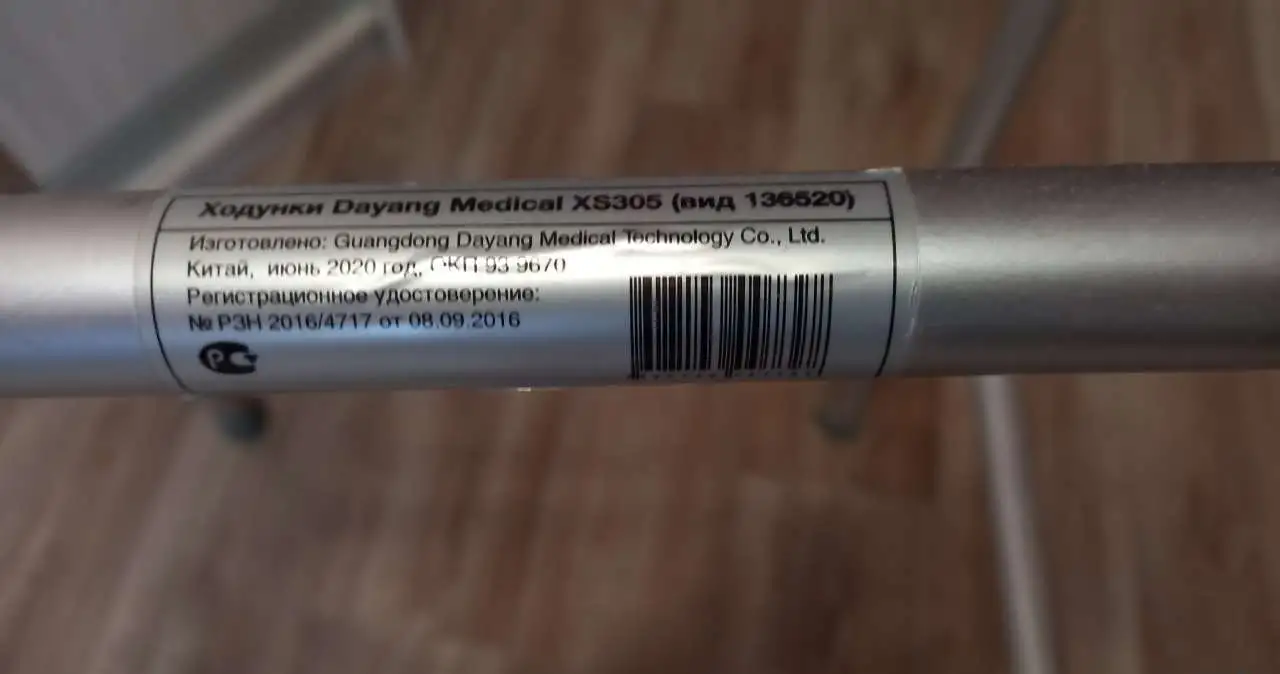 Ходунки Dayang Medical XS305 (вид 136520)
Изготовлено: Guangdong Dayang Medical Technology Co., Ltd.
Китай, июнь 2020 год, ОКП 93 9670
Регистрационное удостоверение:
№ РЗН 2016/4717 от 08.09.2016